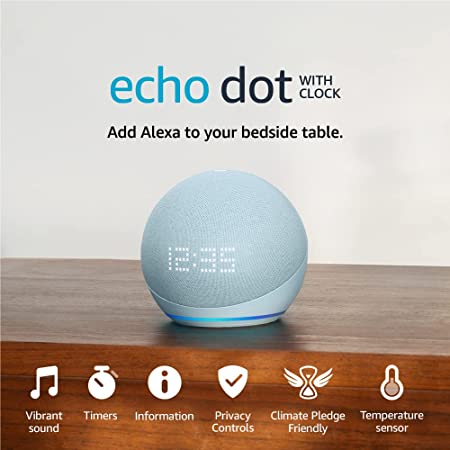 echo dot WITH CLOCK
Add Alexa to your bedside table.
12:35
Vibrant sound
Timers
Information
Privacy Controls
Climate Pledge Friendly
Temperature sensor